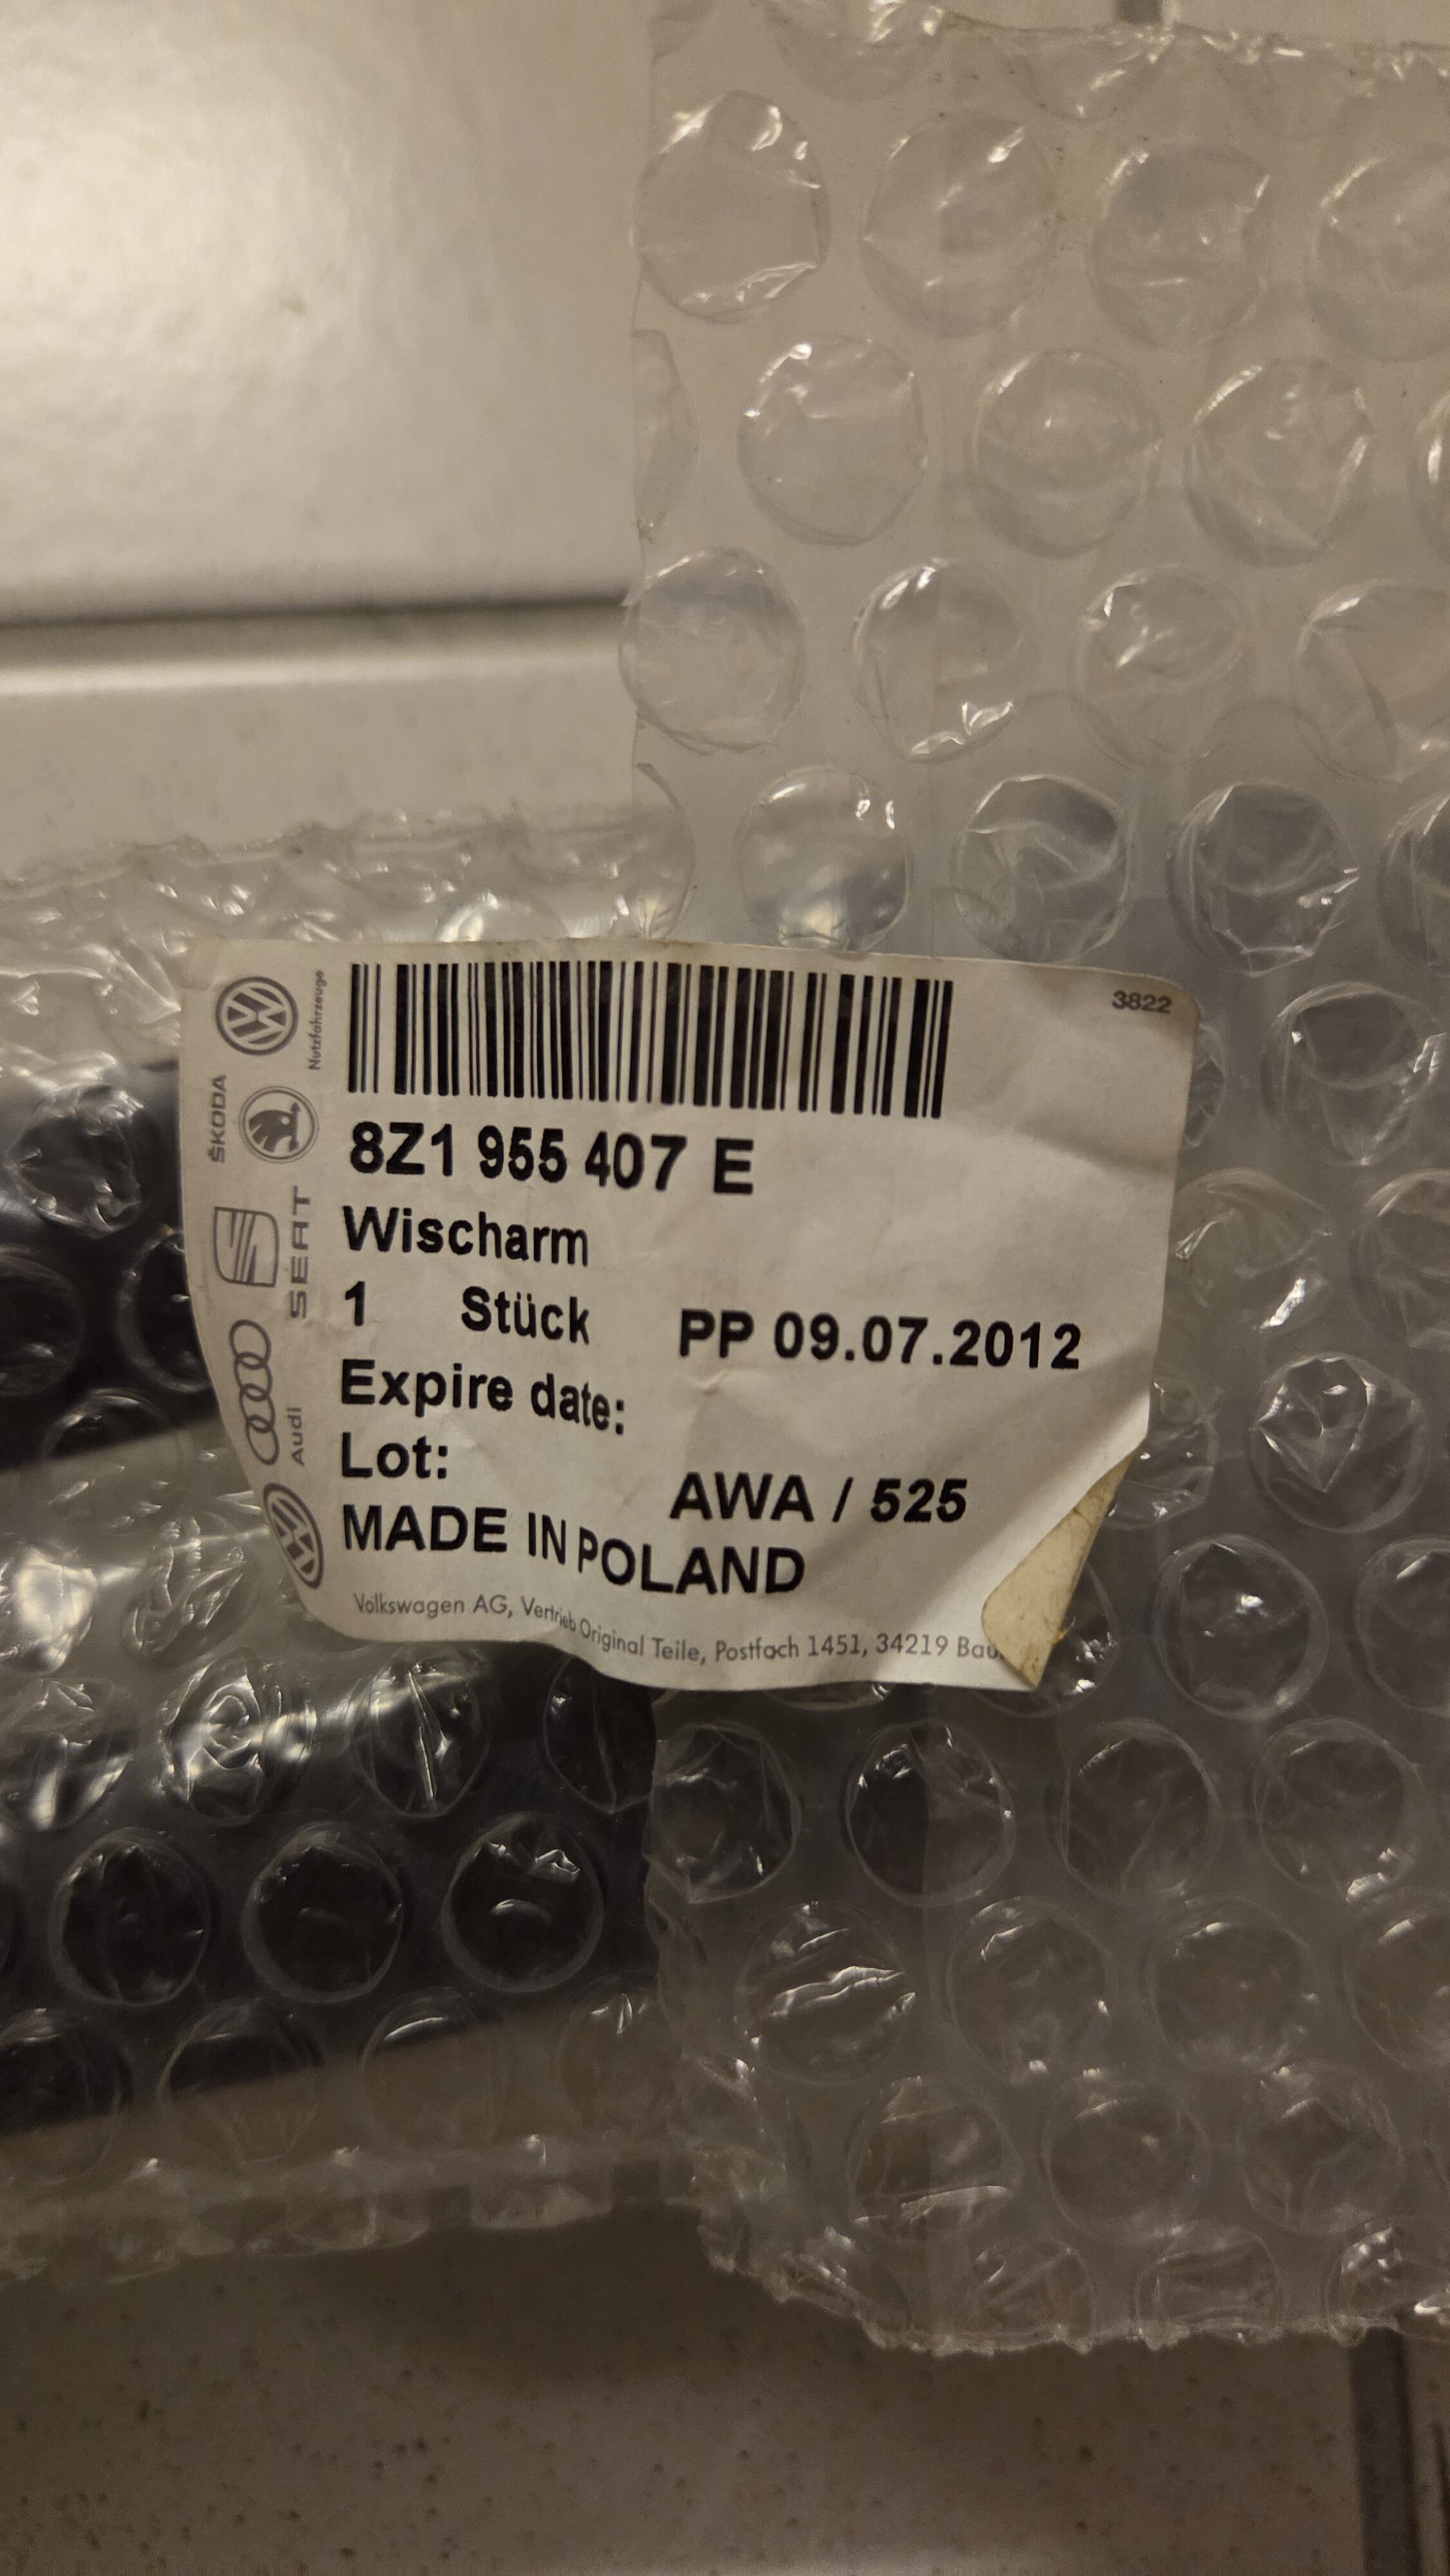 3822
Nutzfahrzeuge
ŠKODA
SEAT
Audi
8Z1 955 407 E
Wischarm
1 Stück PP 09.07.2012
Expire date:
Lot:
AWA / 525
MADE IN POLAND
Volkswagen AG, Vertrieb Original Teile, Postfach 1451, 34219